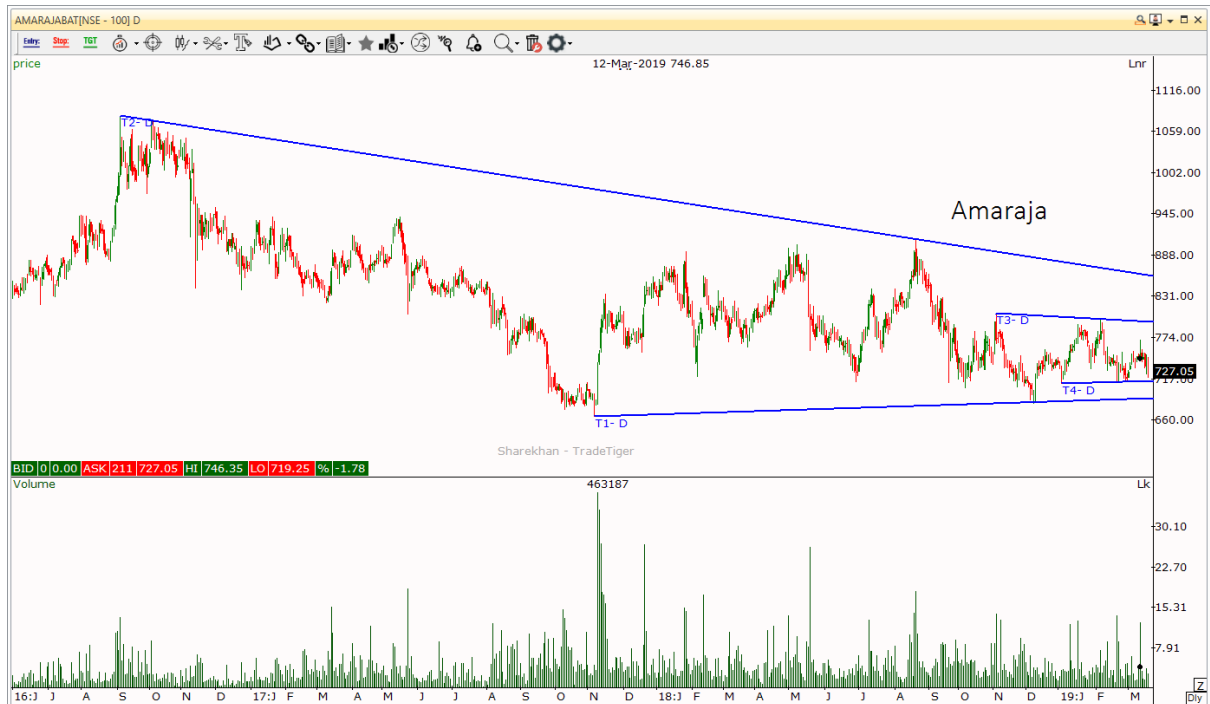 AMARAJABAT[NSE - 100] D
Entry: Stop: TGT
price 12-Mar-2019 746.85 Lnr
1116.00
T2- D
1059.00
1002.00
Amaraja
945.00
888.00
831.00
T3- D
774.00
727.05
717.00
T4- D
660.00
T1- D
Sharekhan - TradeTiger
BID 0 0.00 ASK 211 727.05 HI 746.35 LO 719.25 % -1.78
Volume 463187 Lk
30.10
22.70
15.31
7.91
16:J J A S O N D 17:J F M A M J J A S O N D 18:J F M A M J J A S O N D 19:J F M
Z
Dly